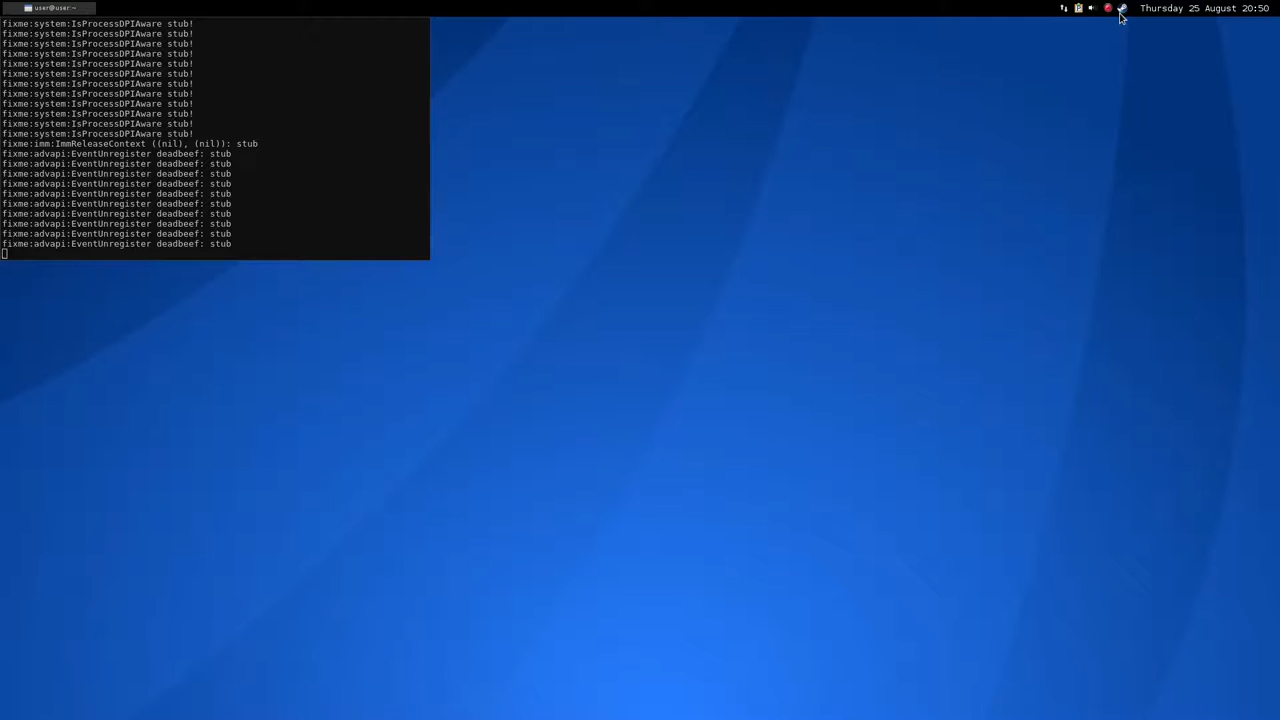 user@user:~
Thursday 25 August 20:50
fixme:system:IsProcessDPIAware stub!
fixme:system:IsProcessDPIAware stub!
fixme:system:IsProcessDPIAware stub!
fixme:system:IsProcessDPIAware stub!
fixme:system:IsProcessDPIAware stub!
fixme:system:IsProcessDPIAware stub!
fixme:system:IsProcessDPIAware stub!
fixme:system:IsProcessDPIAware stub!
fixme:system:IsProcessDPIAware stub!
fixme:system:IsProcessDPIAware stub!
fixme:system:IsProcessDPIAware stub!
fixme:system:IsProcessDPIAware stub!
fixme:imm:ImmReleaseContext ((nil), (nil)): stub
fixme:advapi:EventUnregister deadbeef: stub
fixme:advapi:EventUnregister deadbeef: stub
fixme:advapi:EventUnregister deadbeef: stub
fixme:advapi:EventUnregister deadbeef: stub
fixme:advapi:EventUnregister deadbeef: stub
fixme:advapi:EventUnregister deadbeef: stub
fixme:advapi:EventUnregister deadbeef: stub
fixme:advapi:EventUnregister deadbeef: stub
fixme:advapi:EventUnregister deadbeef: stub
fixme:advapi:EventUnregister deadbeef: stub